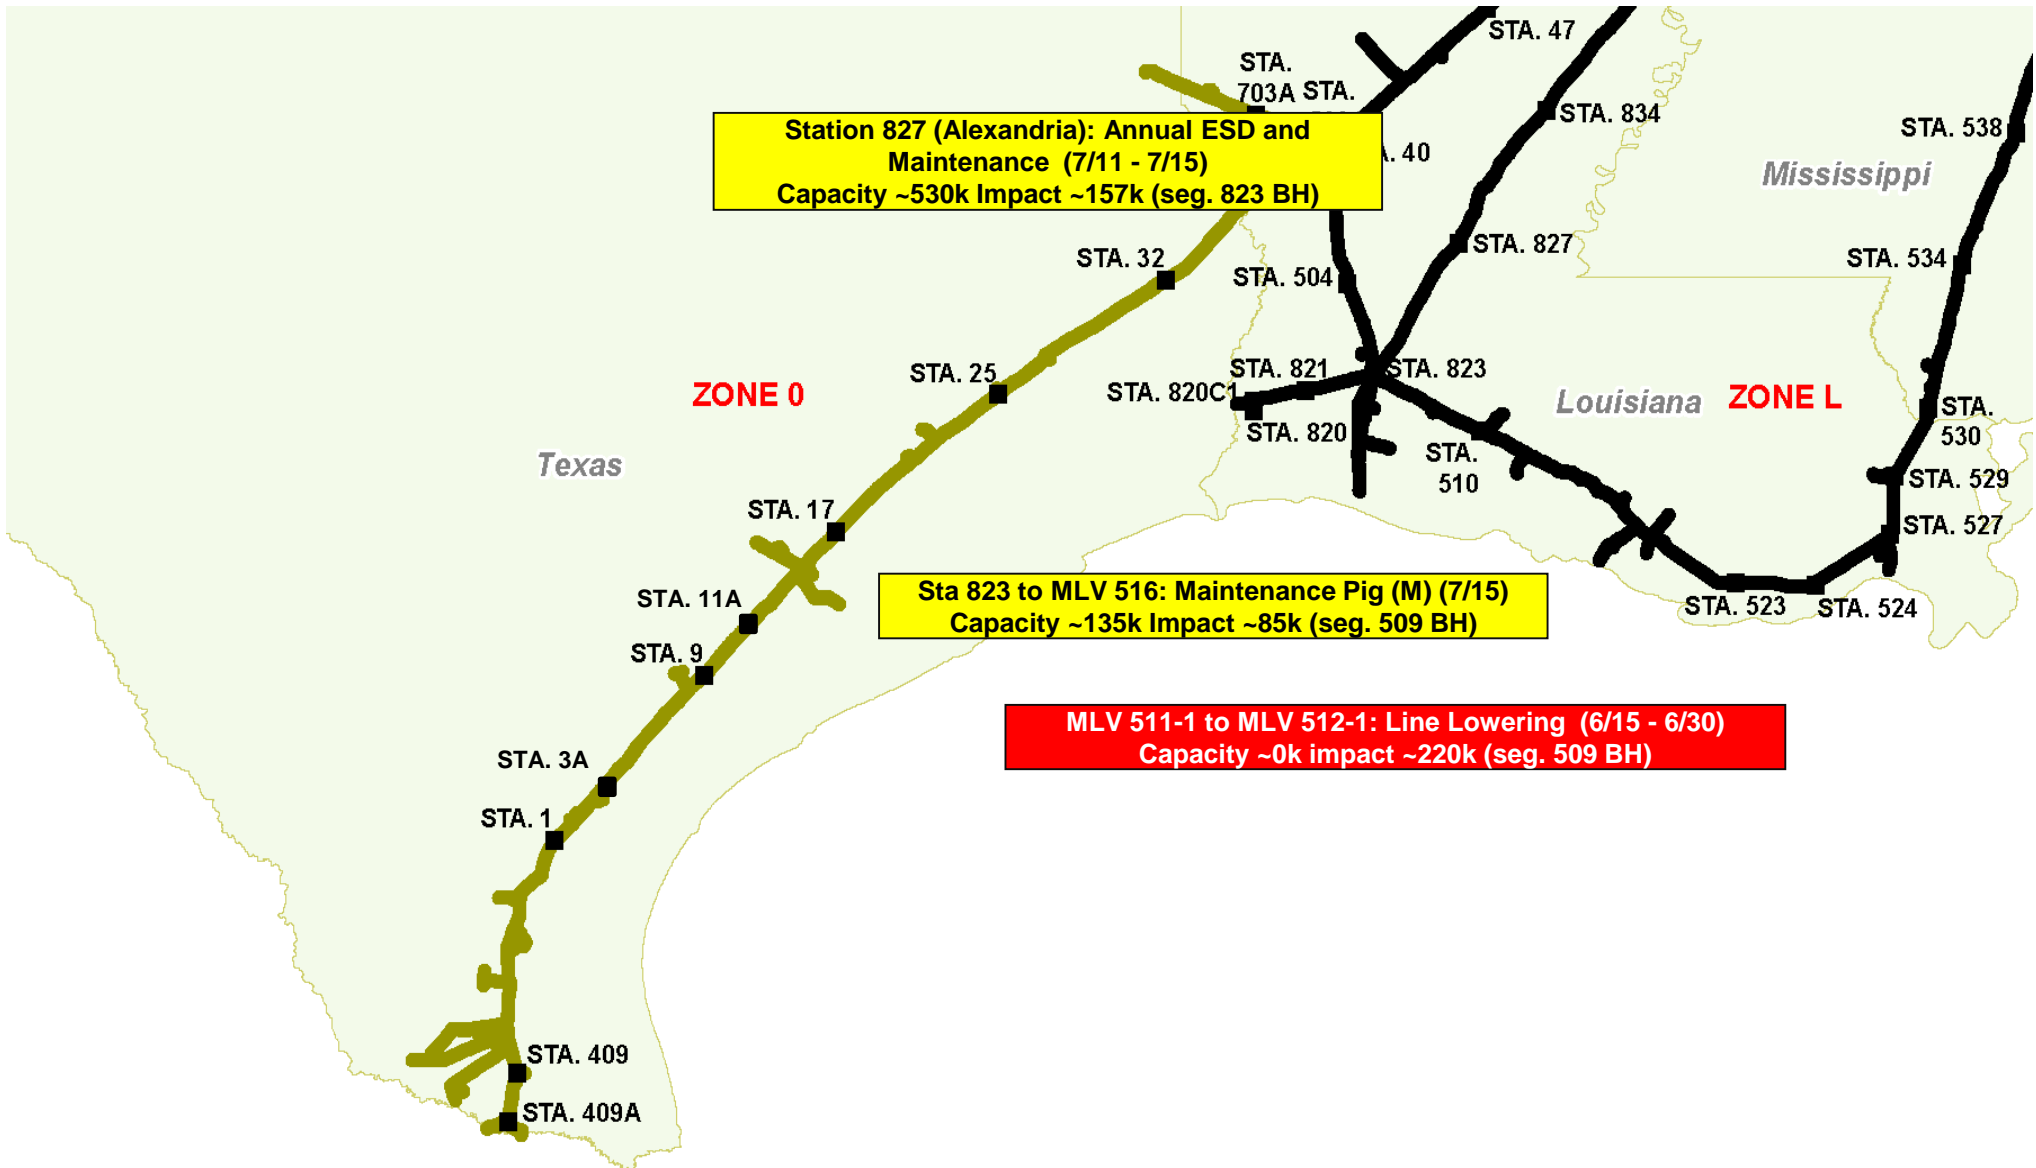 STA. 47
STA.
703A
STA.
STA. 834
STA. 538
Station 827 (Alexandria): Annual ESD and
Maintenance (7/11 - 7/15)
Capacity ~530k Impact ~157k (seg. 823 BH)
40
Mississippi
STA. 827
STA. 534
STA. 32
STA. 504
STA. 25
STA. 821
STA. 823
STA. 820C1
ZONE 0
Louisiana
ZONE L
STA.
530
STA. 820
Texas
STA.
510
STA. 529
STA. 17
STA. 527
Sta 823 to MLV 516: Maintenance Pig (M) (7/15)
Capacity ~135k Impact ~85k (seg. 509 BH)
STA. 11A
STA. 523
STA. 524
STA. 9
MLV 511-1 to MLV 512-1: Line Lowering (6/15 - 6/30)
Capacity ~0k impact ~220k (seg. 509 BH)
STA. 3A
STA. 1
STA. 409
STA. 409A